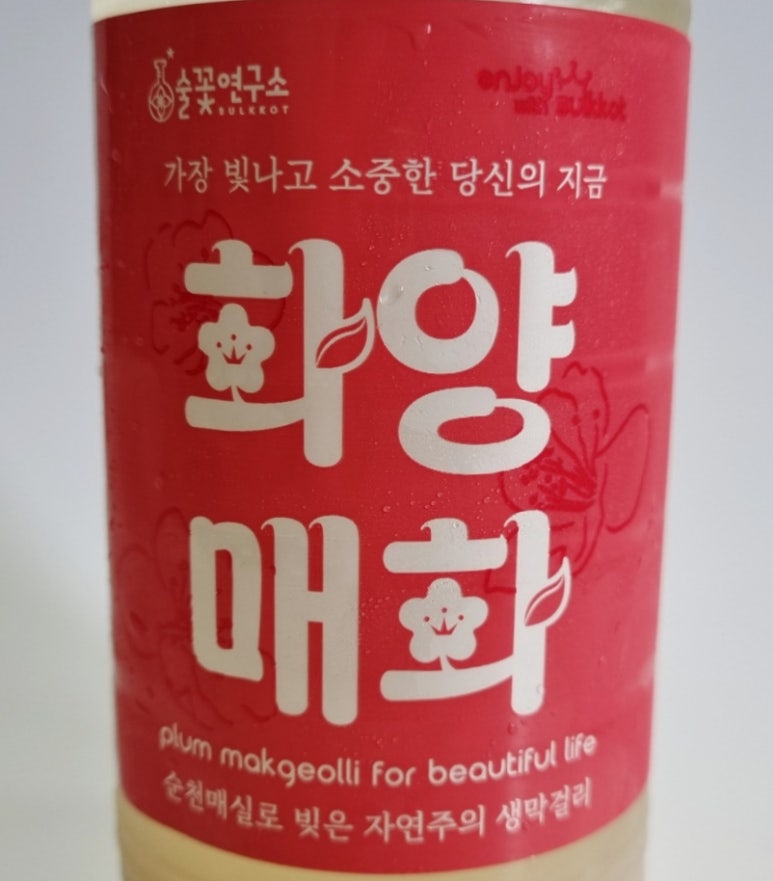 술꽃연구소
SULKKOT
enjoy
with Sulkkot
가장 빛나고 소중한 당신의 지금
화양
매화
plum makgeolli for beautiful life
순천매실로 빚은 자연주의 생막걸리